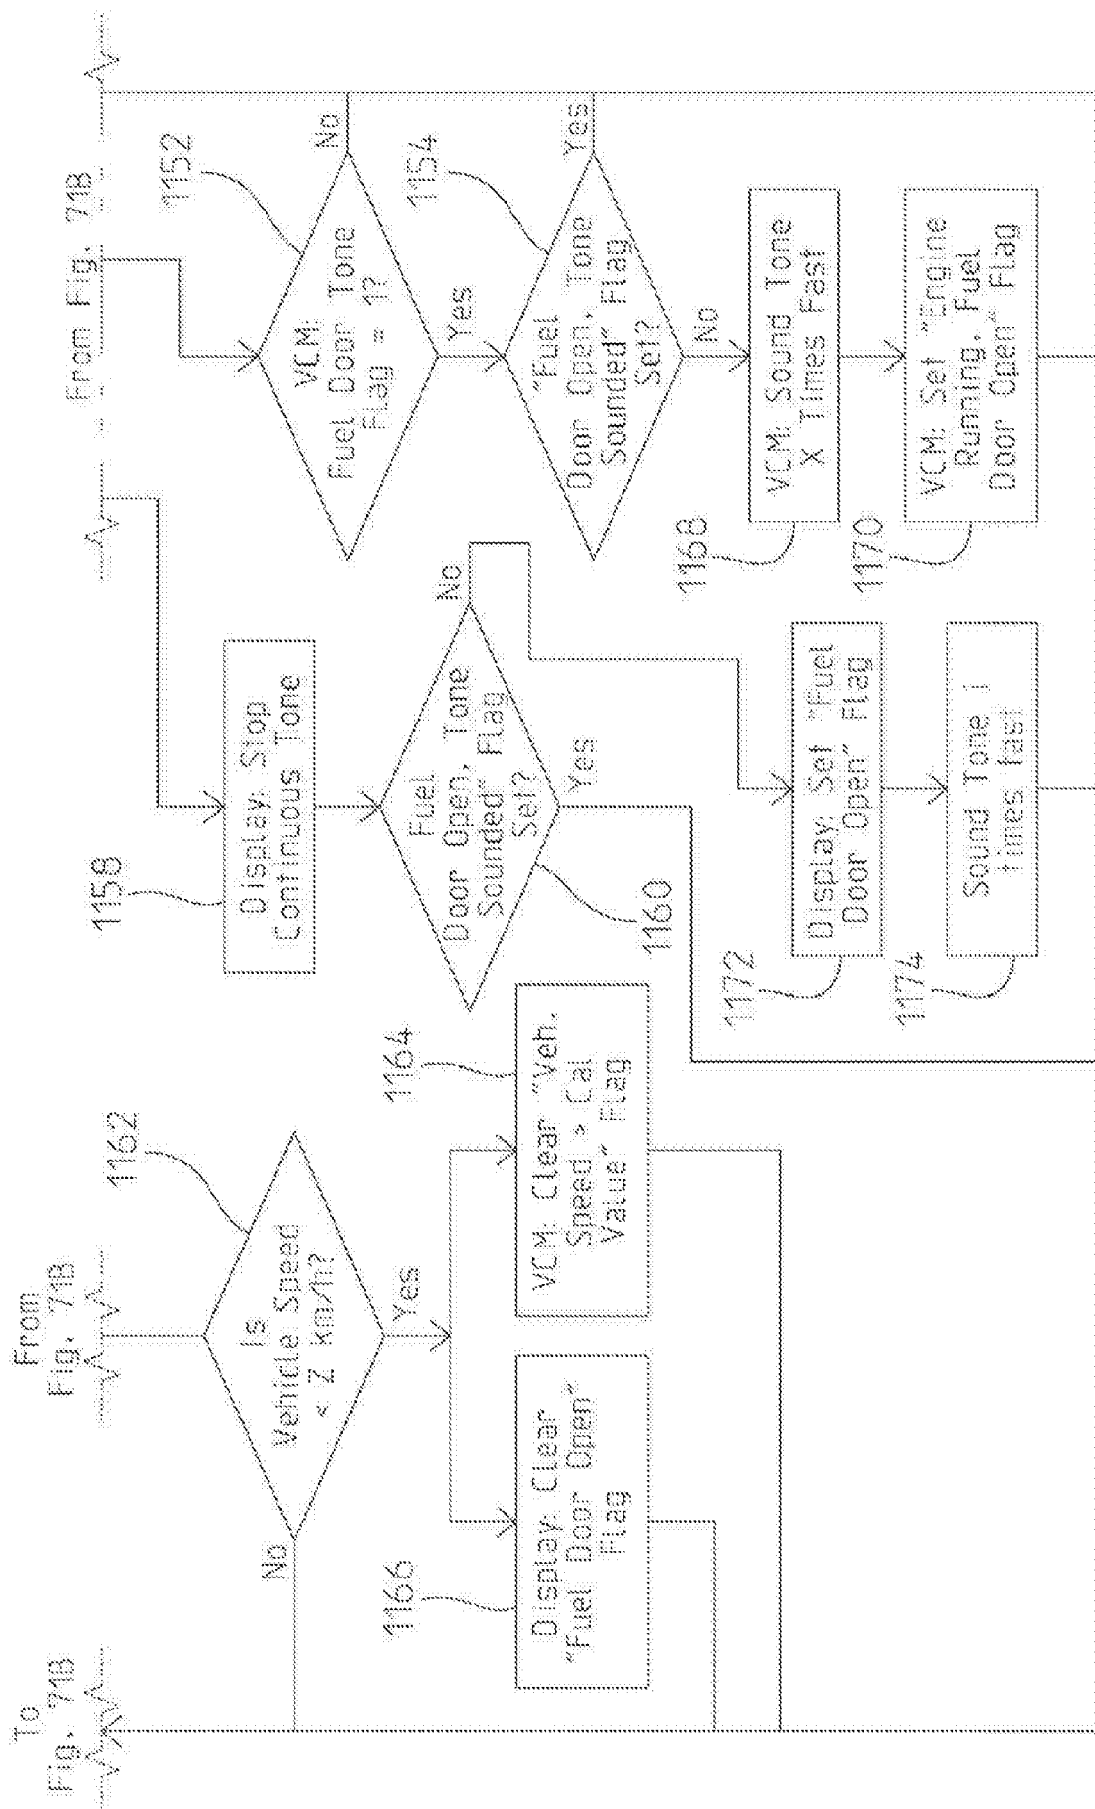 To
Fig. 71B
From
Fig. 71B
From Fig. 71B
1162
Is
Vehicle Speed
< Z km/h?
No
Yes
1166
Display: Clear
"Fuel Door Open"
Flag
1164
VCM: Clear "Veh.
Speed > Cal
Value" Flag
1158
Display: Stop
Continuous Tone
Fuel
Door Open, Tone
Sounded" Flag
Set?
1160
No
Yes
1172
Display: Set "Fuel
Door Open" Flag
1174
Sound Tone
times fast
1152
VCM:
Fuel Door Tone
Flag = 1?
No
Yes
1154
"Fuel
Door Open, Tone
Sounded" Flag
Set?
Yes
No
1168
VCM: Sound Tone
X Times Fast
1170
VCM: Set "Engine
Running, Fuel
Door Open" Flag